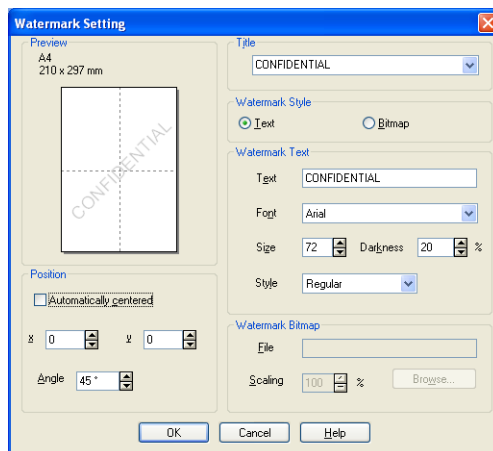 Watermark Setting
Preview
A4
210 x 297 mm
CONFIDENTIAL
Position
Automatically centered
x 0 y 0
Angle 45 °
Title
CONFIDENTIAL
Watermark Style
Text Bitmap
Watermark Text
Text CONFIDENTIAL
Font Arial
Size 72 Darkness 20 %
Style Regular
Watermark Bitmap
File
Scaling 100 % Browse...
OK Cancel Help